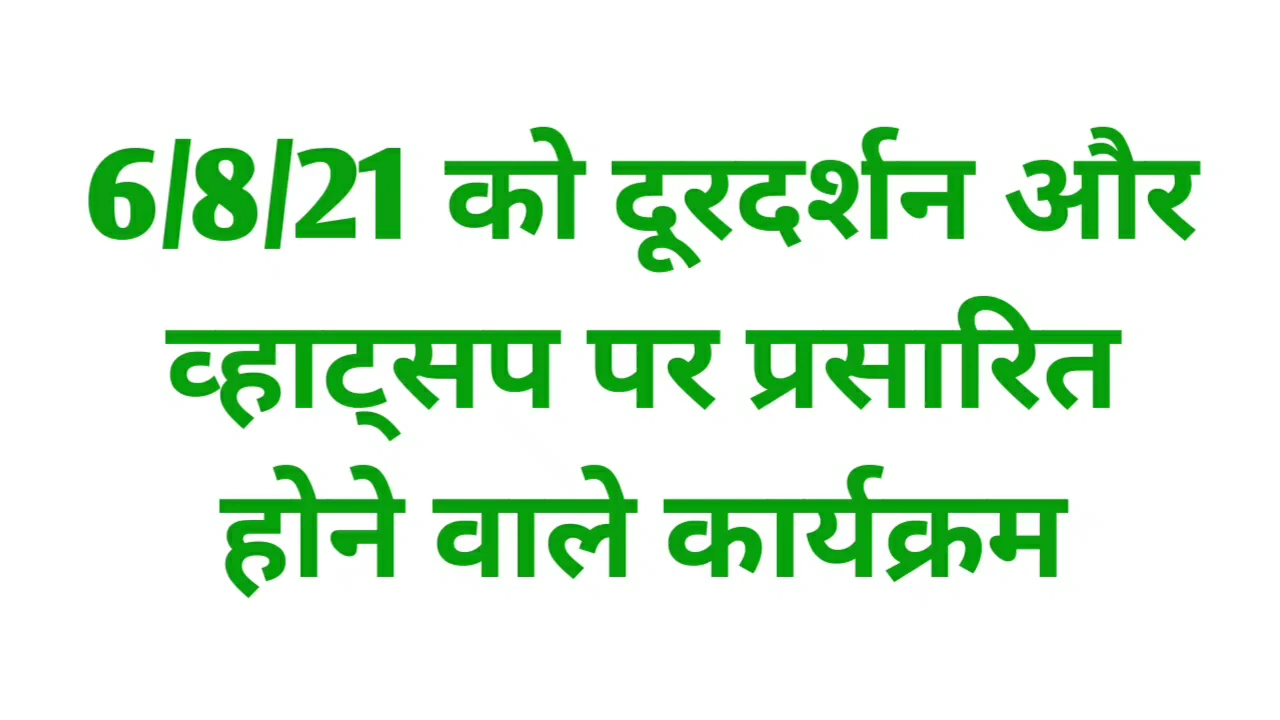 6/8/21 को दूरदर्शन और
व्हाट्सप पर प्रसारित
होने वाले कार्यक्रम